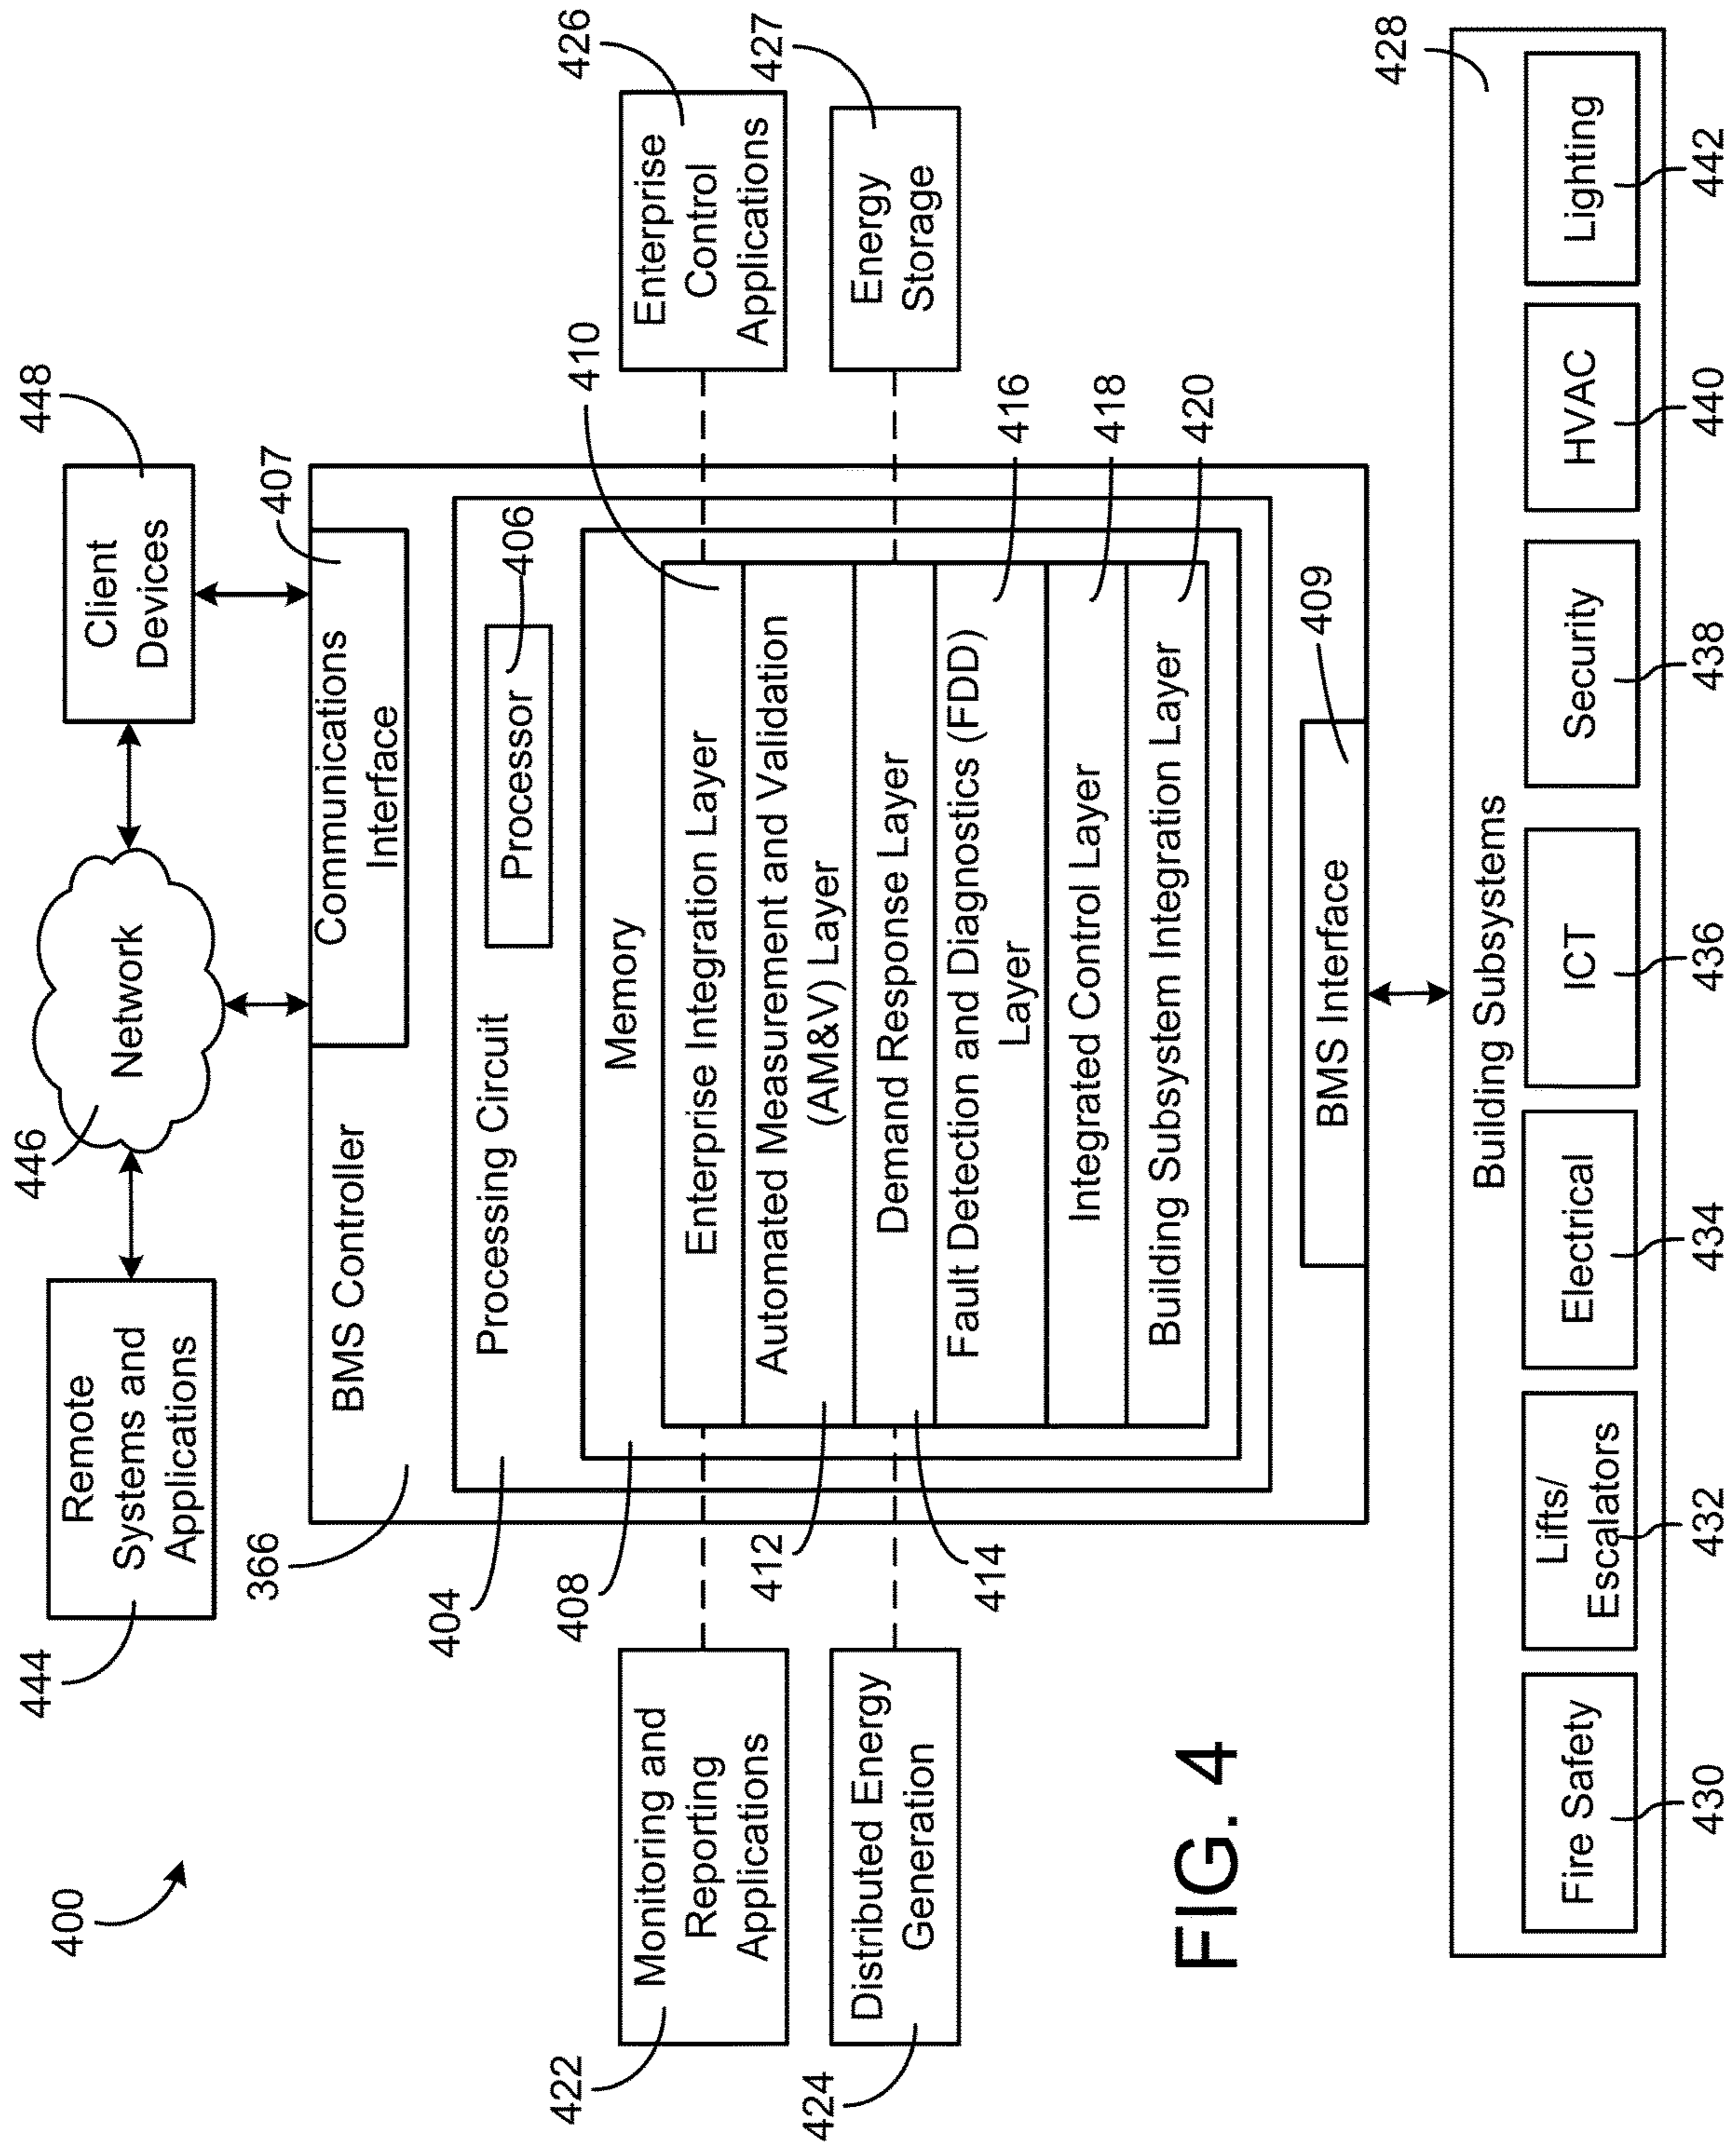 400
444
Remote
Systems and
Applications
446
Network
448
Client
Devices
366
BMS Controller
407
Communications
Interface
404
Processing Circuit
Processor
406
408
Memory
410
Enterprise Integration Layer
412
Automated Measurement and Validation
(AM&V) Layer
414
Demand Response Layer
416
Fault Detection and Diagnostics (FDD)
Layer
418
Integrated Control Layer
420
Building Subsystem Integration Layer
409
BMS Interface
422
Monitoring and
Reporting
Applications
424
Distributed Energy
Generation
426
Enterprise
Control
Applications
427
Energy
Storage
FIG. 4
428
Building Subsystems
Fire Safety
Lifts/
Escalators
Electrical
ICT
Security
HVAC
Lighting
430
432
434
436
438
440
442